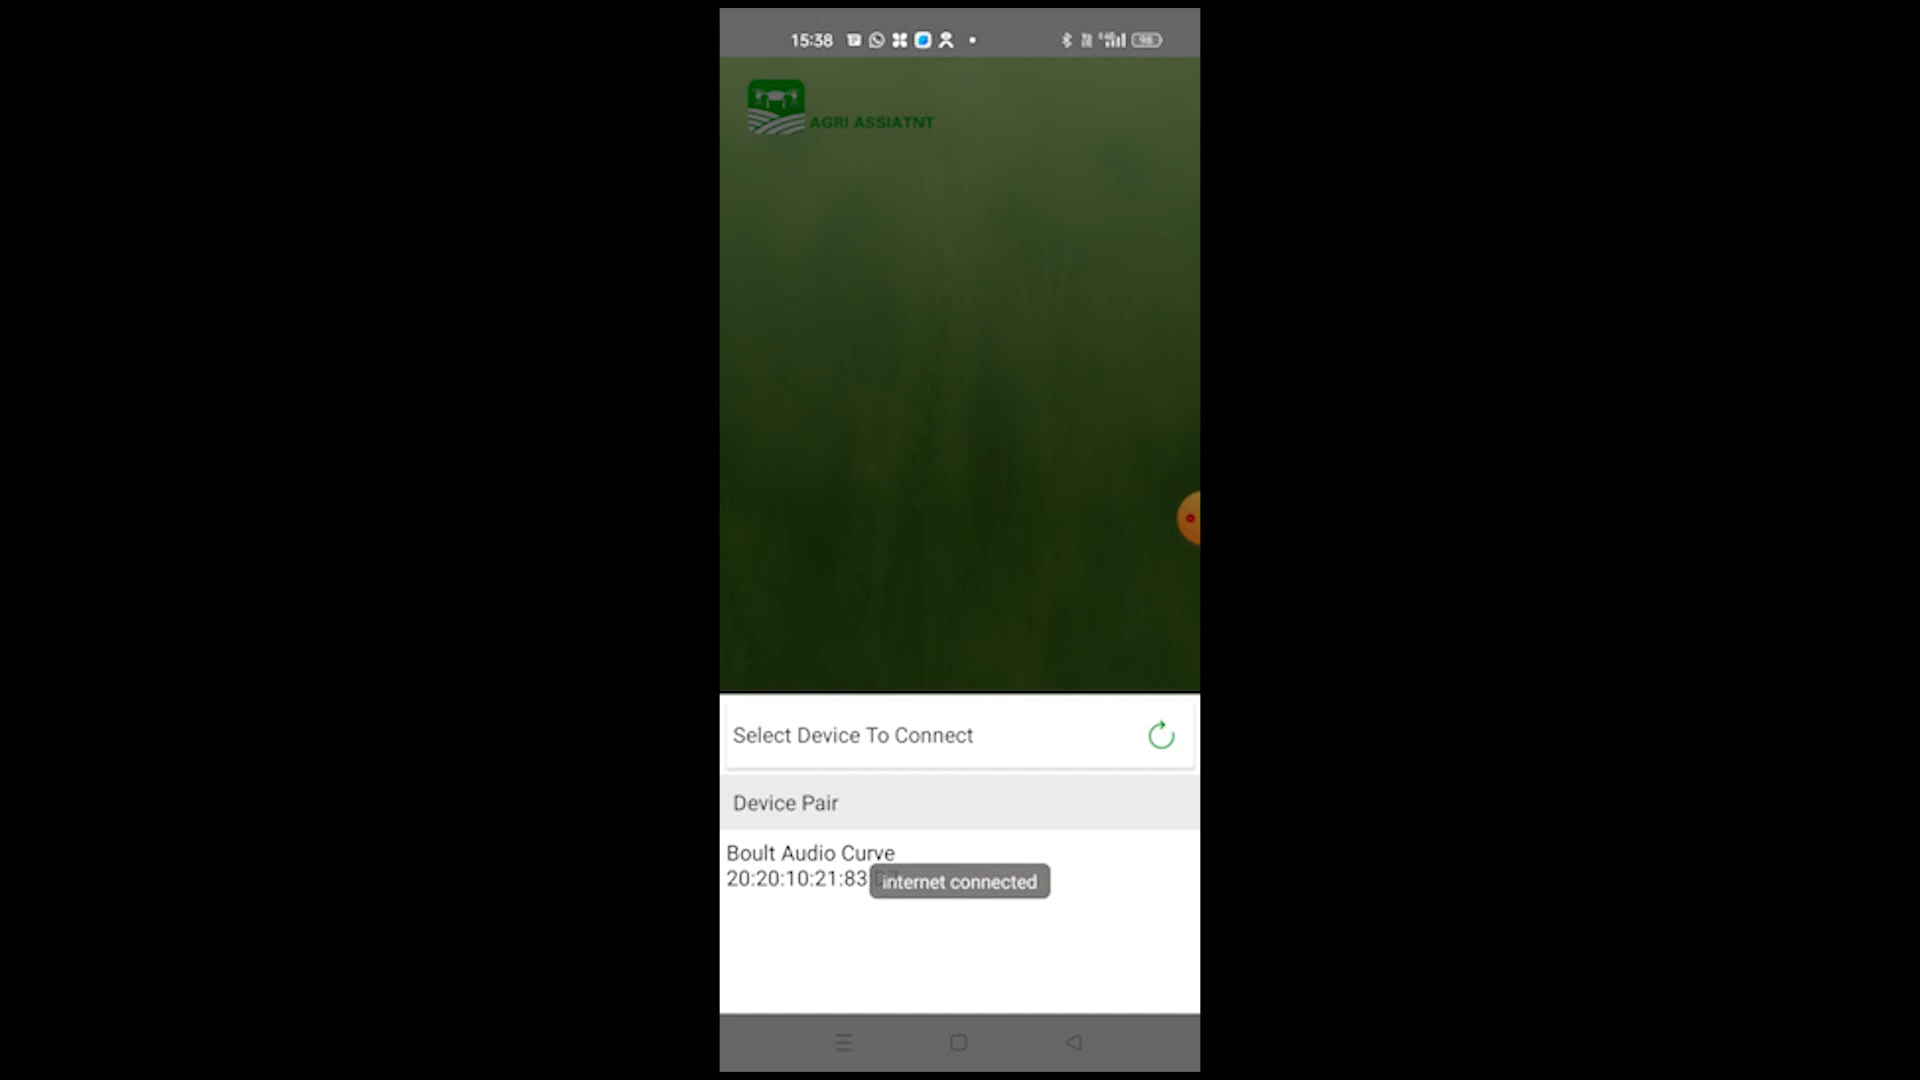 15:38
98
AGRI ASSIATNT
Select Device To Connect
Device Pair
Boult Audio Curve
20:20:10:21:83
internet connected